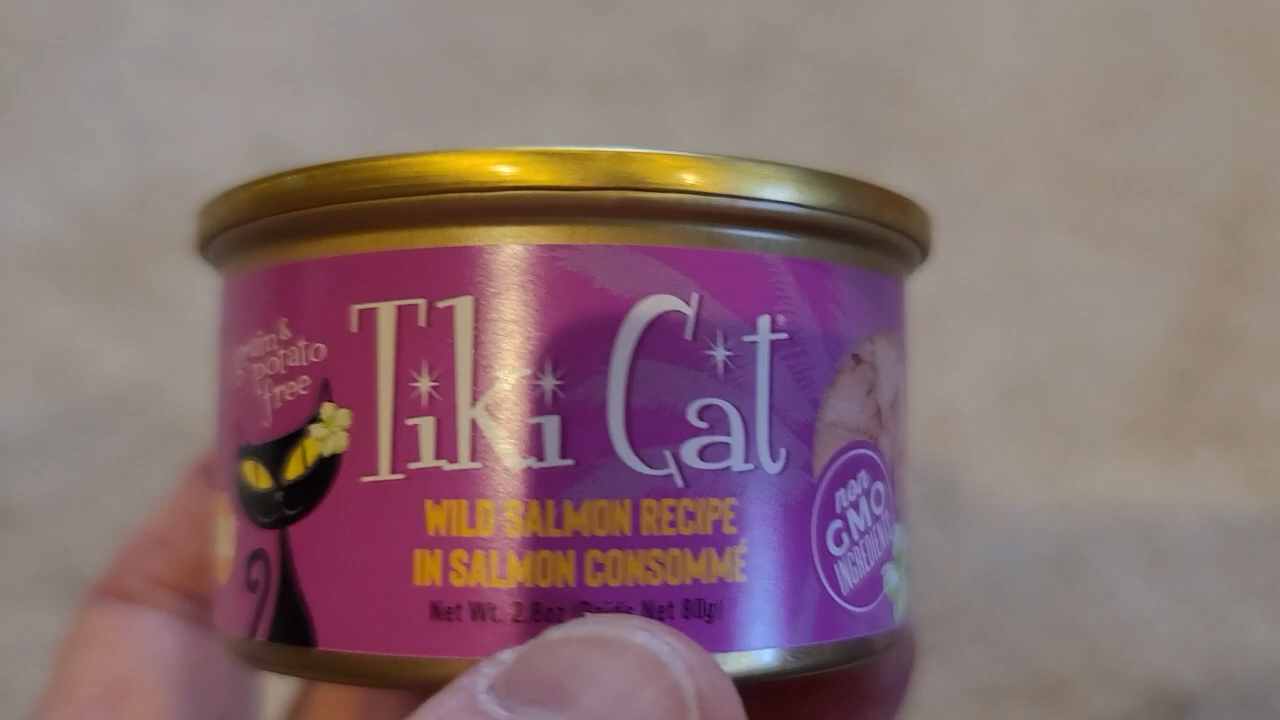 potato
free
Tiki Cat
WILD SALMON RECIPE
IN SALMON CONSOMMÉ
Net Wt. 2.8oz (Poids Net 80g)
non
GMO
INGREDIENTS